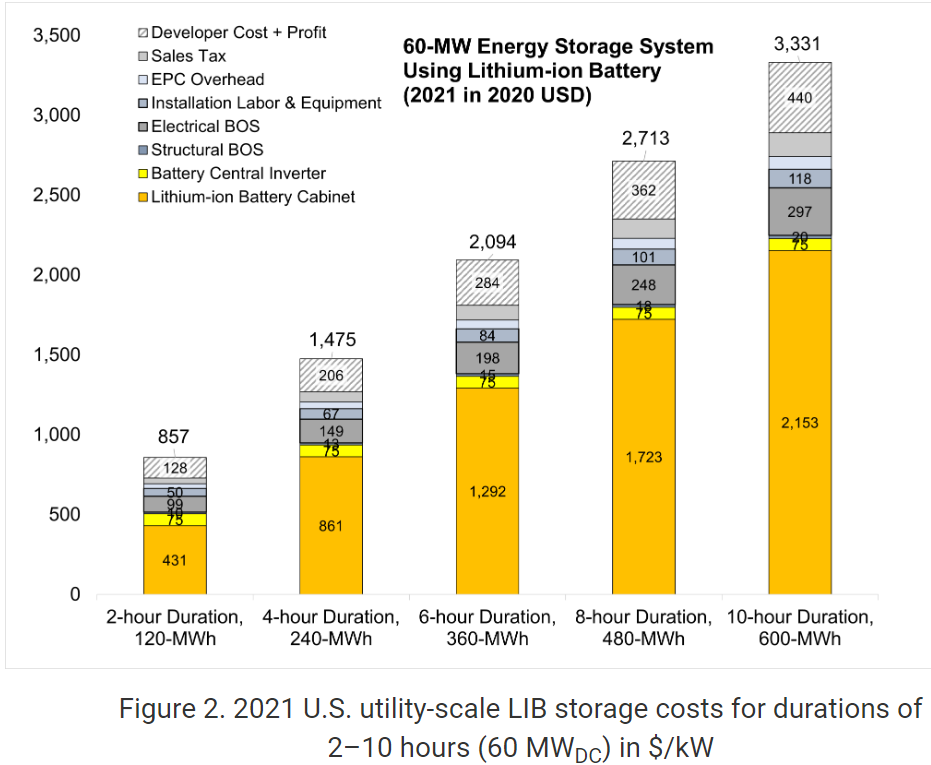 3,500
3,000
2,500
2,000
1,500
1,000
500
0
Developer Cost + Profit
Sales Tax
EPC Overhead
Installation Labor & Equipment
Electrical BOS
Structural BOS
Battery Central Inverter
Lithium-ion Battery Cabinet
60-MW Energy Storage System
Using Lithium-ion Battery
(2021 in 2020 USD)
857
128
50
99
10
75
431
1,475
206
67
149
13
75
861
2,094
284
84
198
15
75
1,292
2,713
362
101
248
18
75
1,723
3,331
440
118
297
20
75
2,153
2-hour Duration,
120-MWh
4-hour Duration,
240-MWh
6-hour Duration,
360-MWh
8-hour Duration,
480-MWh
10-hour Duration,
600-MWh
Figure 2. 2021 U.S. utility-scale LIB storage costs for durations of
2–10 hours (60 MWDC) in $/kW